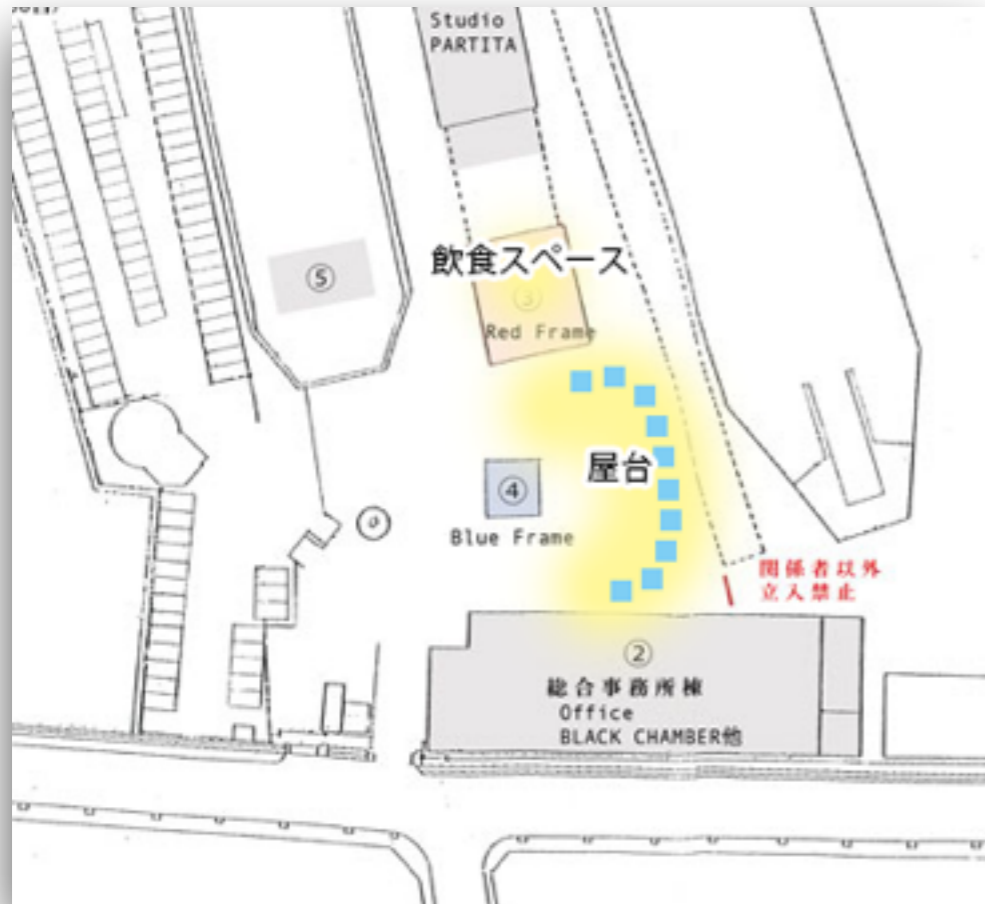 Studio
PARTITA
飲食スペース
⑤
③
Red Frame
屋台
④
Blue Frame
関係者以外
立入禁止
②
総合事務所棟
Office
BLACK CHAMBER他